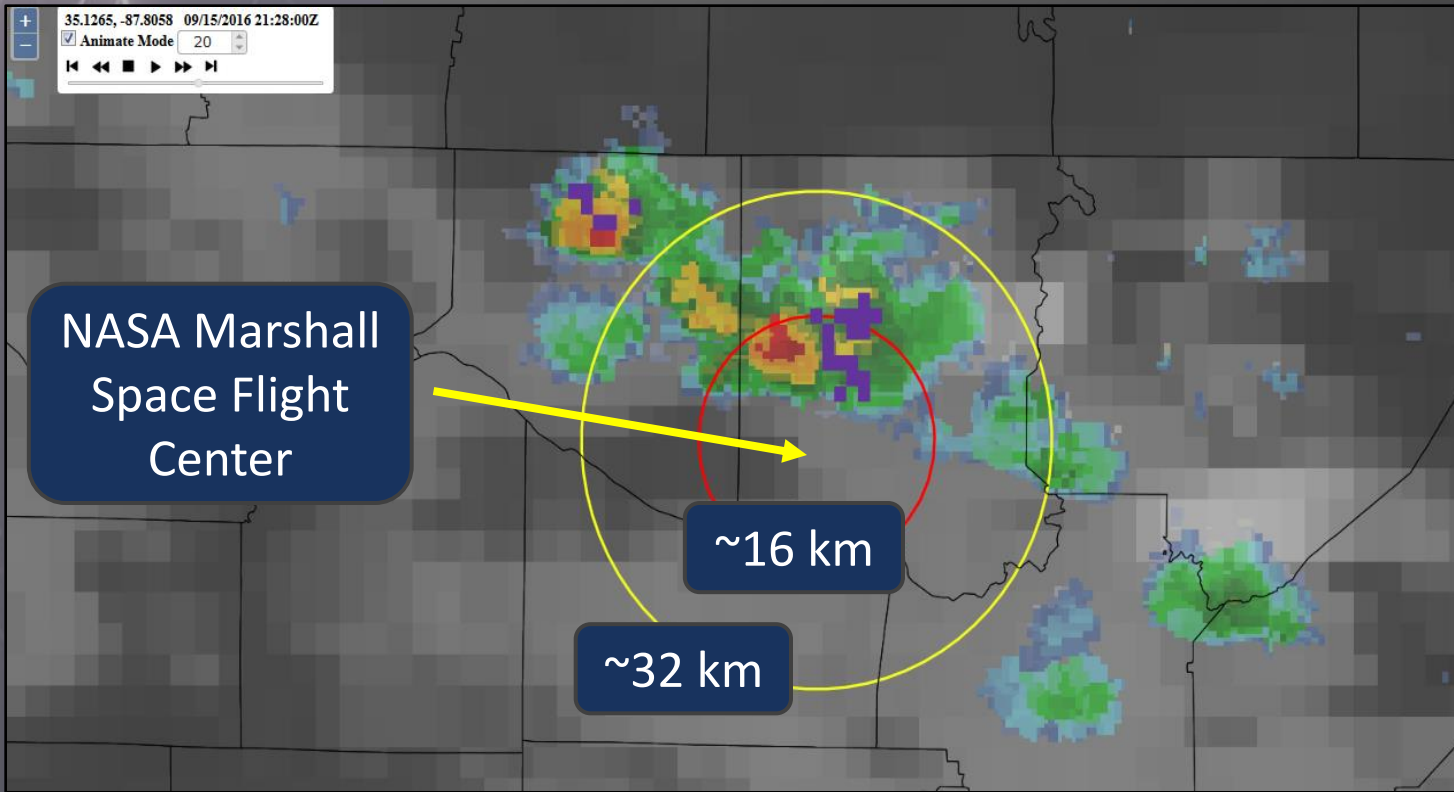 +
−
35.1265, -87.8058 09/15/2016 21:28:00Z
Animate Mode 20
NASA Marshall
Space Flight
Center
~16 km
~32 km